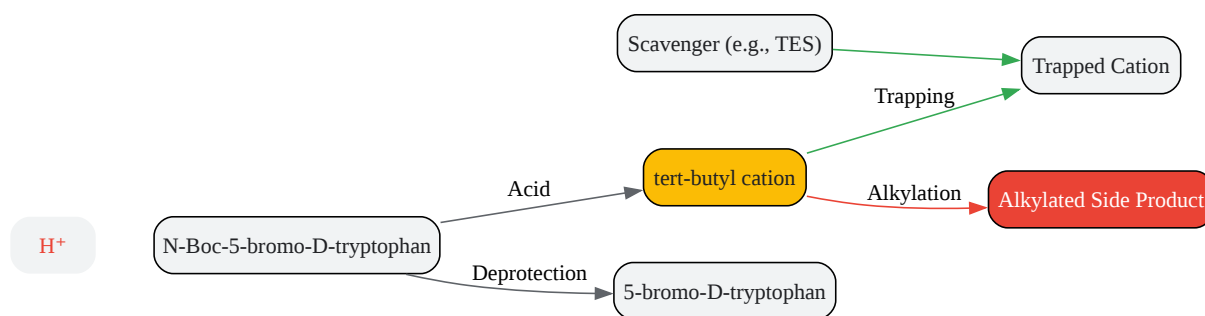 Scavenger (e.g., TES)
Trapped Cation
Trapping
tert-butyl cation
Acid
Alkylation
Alkylated Side Product
H⁺
N-Boc-5-bromo-D-tryptophan
Deprotection
5-bromo-D-tryptophan